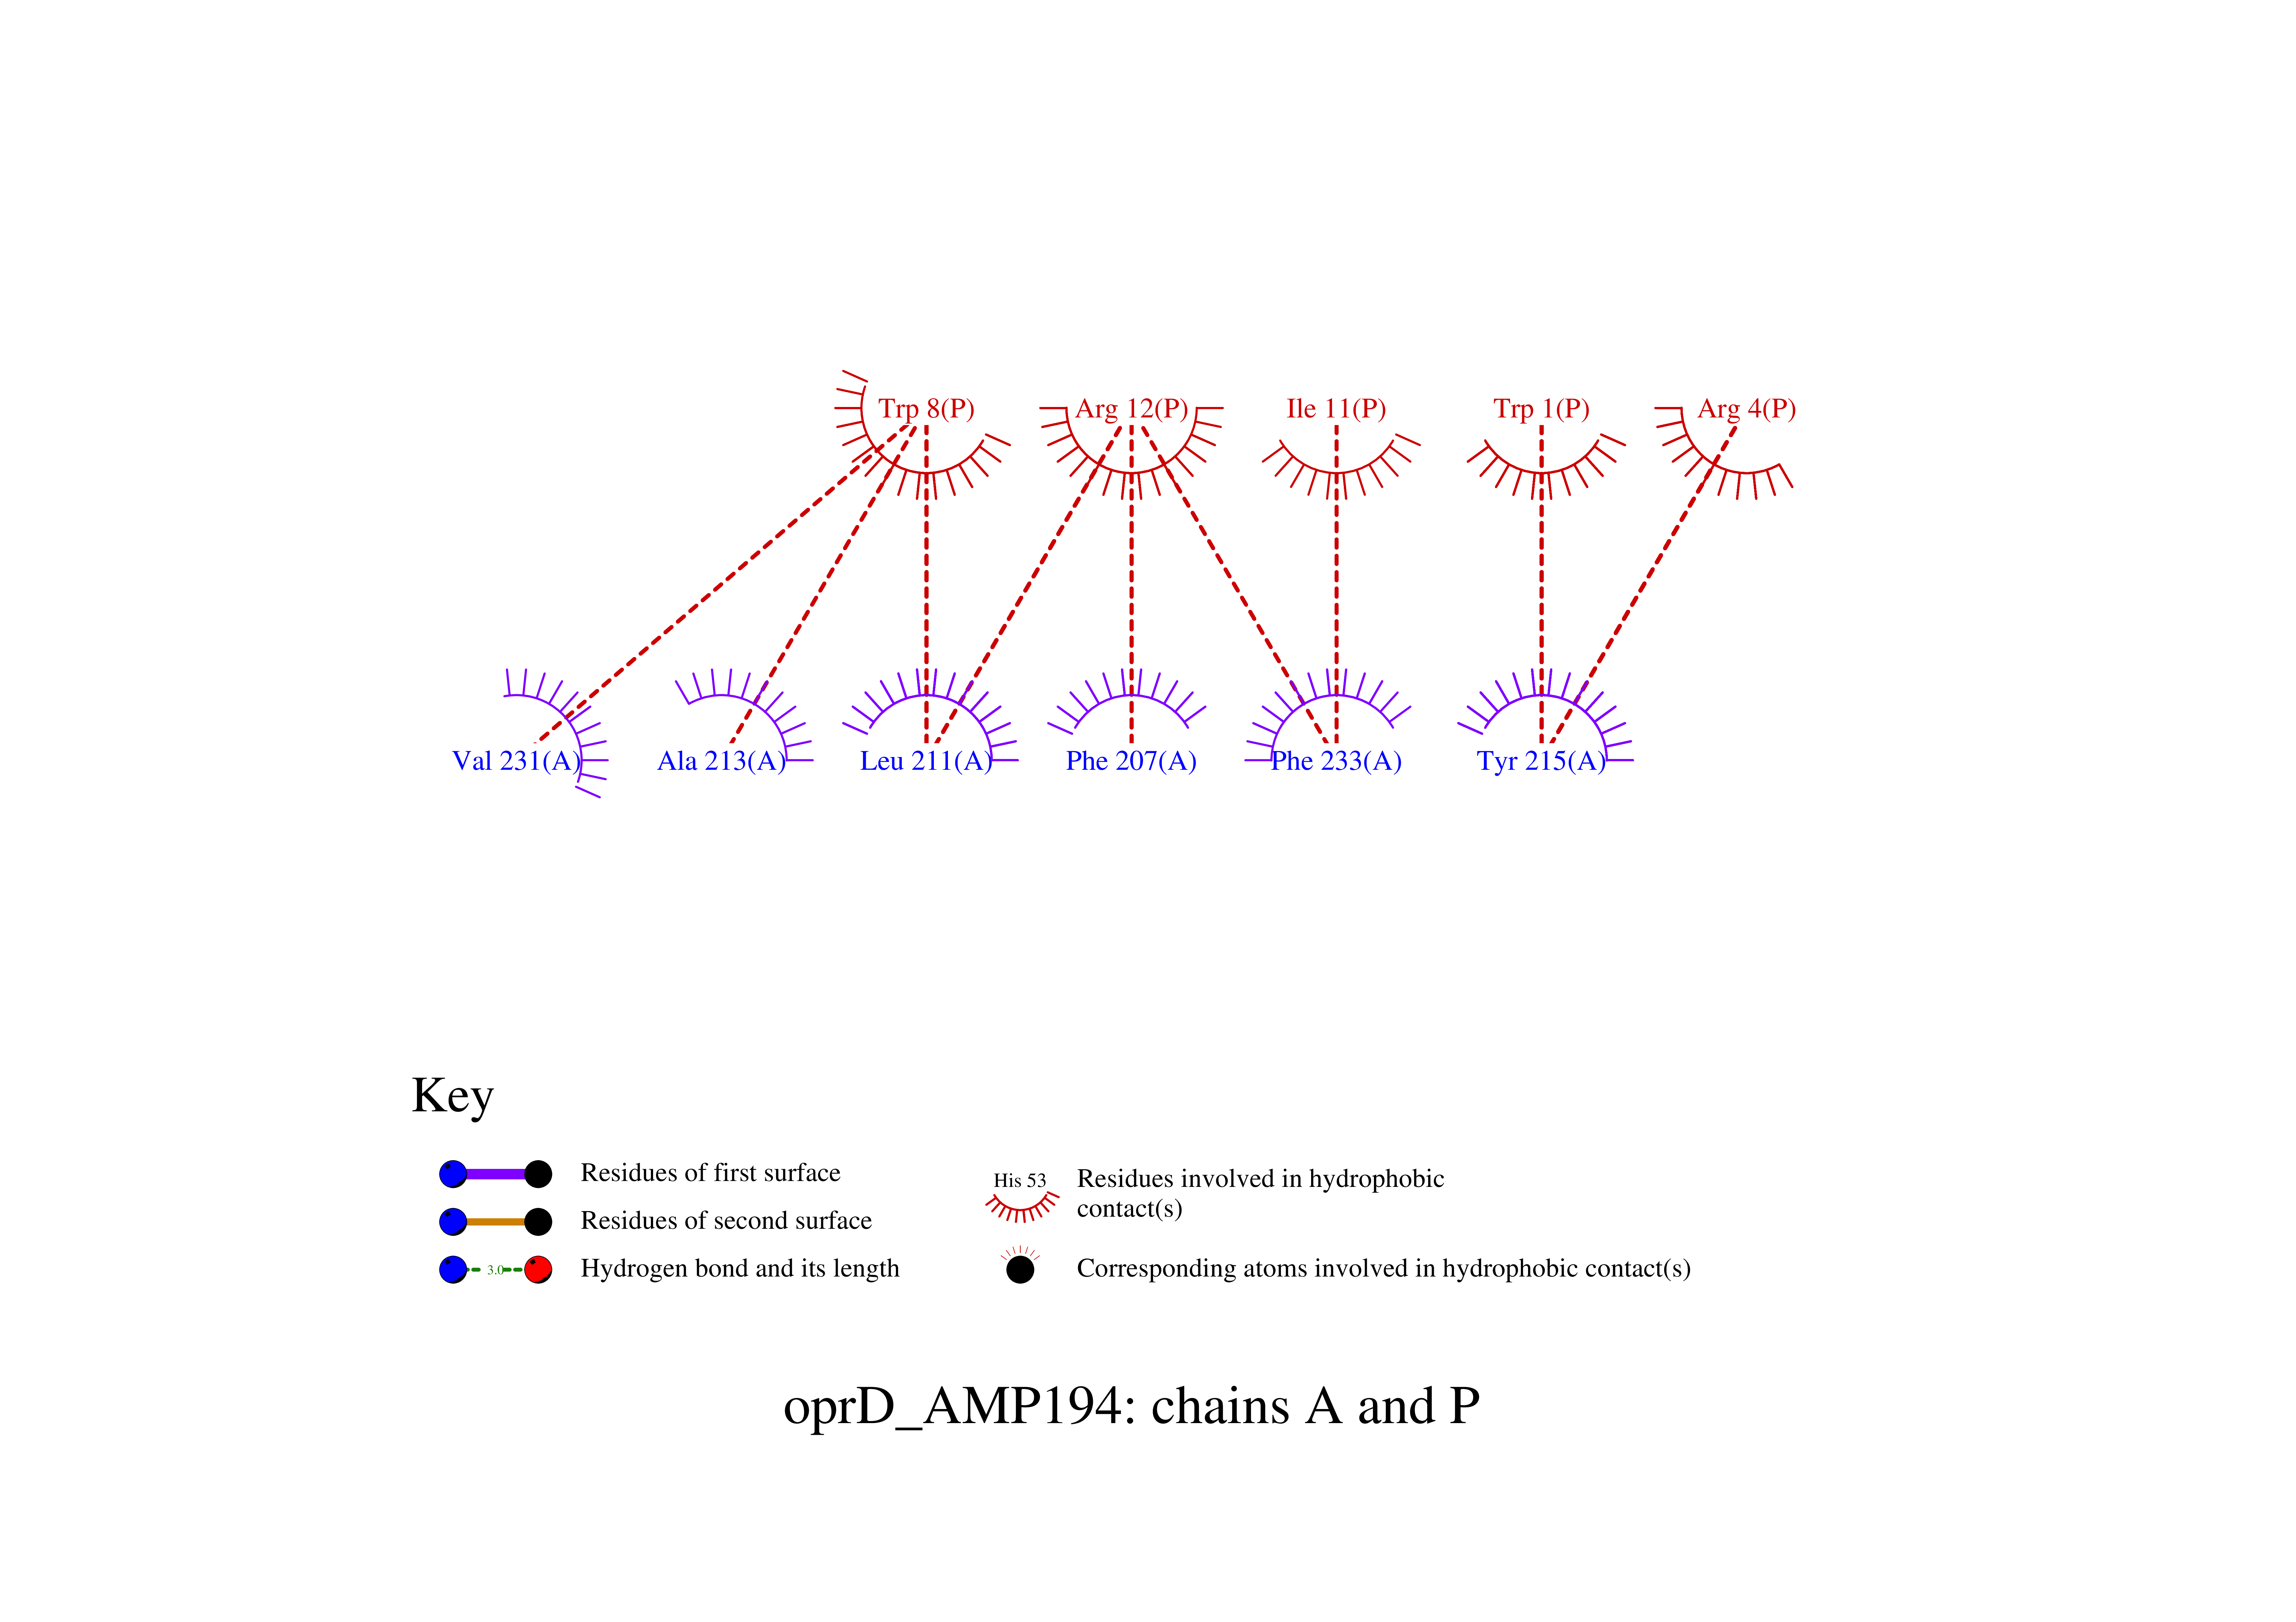 Trp 8(P) Arg 12(P) Ile 11(P) Trp 1(P) Arg 4(P)
Val 231(A) Ala 213(A) Leu 211(A) Phe 207(A) Phe 233(A) Tyr 215(A)
Key
Residues of first surface
Residues of second surface
3.0 Hydrogen bond and its length
His 53 Residues involved in hydrophobic
contact(s)
Corresponding atoms involved in hydrophobic contact(s)
oprD_AMP194: chains A and P